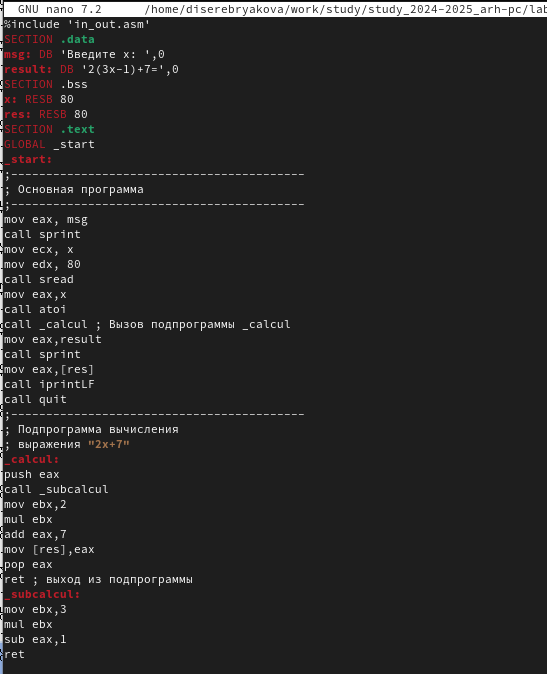 GNU nano 7.2 /home/diserebryakova/work/study/study_2024-2025_arh-pc/lab
%include 'in_out.asm'
SECTION .data
msg: DB 'Введите x: ',0
result: DB '2(3x-1)+7=',0
SECTION .bss
x: RESB 80
res: RESB 80
SECTION .text
GLOBAL _start
_start:
;------------------------------------------
; Основная программа
;------------------------------------------
mov eax, msg
call sprint
mov ecx, x
mov edx, 80
call sread
mov eax,x
call atoi
call _calcul ; Вызов подпрограммы _calcul
mov eax,result
call sprint
mov eax,[res]
call iprintLF
call quit
;------------------------------------------
; Подпрограмма вычисления
; выражения "2x+7"
_calcul:
push eax
call _subcalcul
mov ebx,2
mul ebx
add eax,7
mov [res],eax
pop eax
ret ; выход из подпрограммы
_subcalcul:
mov ebx,3
mul ebx
sub eax,1
ret